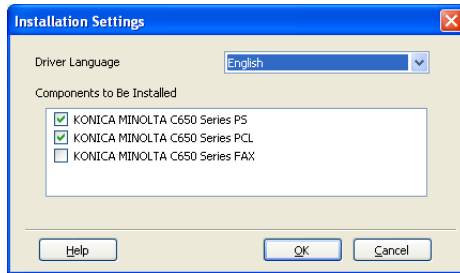 Installation Settings
Driver Language
English
Components to Be Installed
KONICA MINOLTA C650 Series PS
KONICA MINOLTA C650 Series PCL
KONICA MINOLTA C650 Series FAX
Help
OK
Cancel